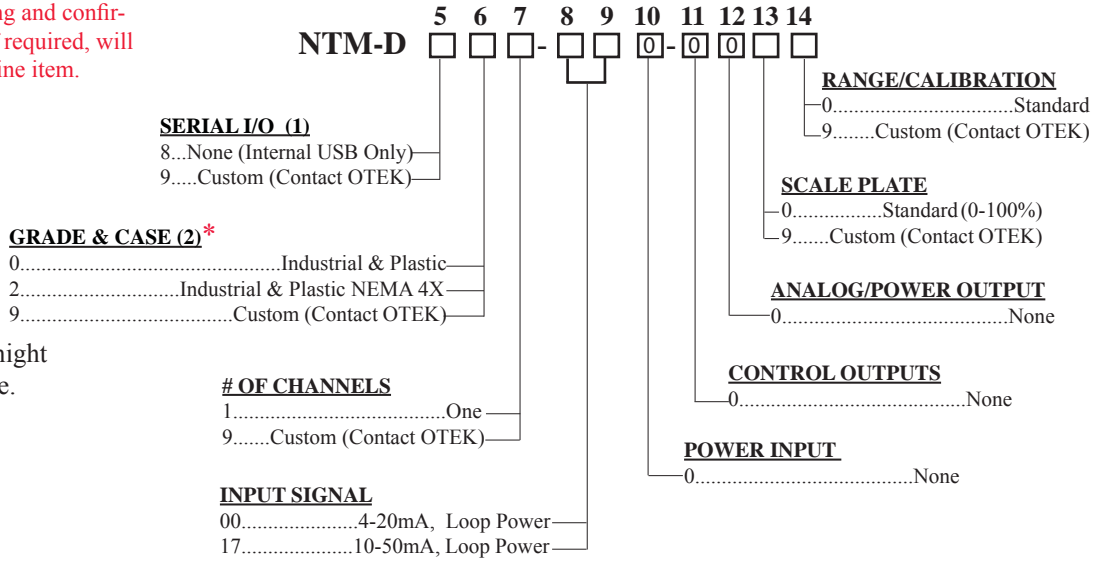 ng and confir-
f required, will
ine item.
5 6 7 8 9 10 11 12 13 14
NTM-D □ □ □ - □ □ 0 - 0 0 □ □
RANGE/CALIBRATION
0..............................Standard
9........Custom (Contact OTEK)
SERIAL I/O (1)
8...None (Internal USB Only)
9.....Custom (Contact OTEK)
SCALE PLATE
0................Standard (0-100%)
9.......Custom (Contact OTEK)
GRADE & CASE (2)*
0.............................................Industrial & Plastic
2...........................Industrial & Plastic NEMA 4X
9...................................Custom (Contact OTEK)
ANALOG/POWER OUTPUT
0.....................................None
night
e.
CONTROL OUTPUTS
0.....................................None
# OF CHANNELS
1...................................One
9.......Custom (Contact OTEK)
POWER INPUT
0.....................................None
INPUT SIGNAL
00..................4-20mA, Loop Power
17..................10-50mA, Loop Power